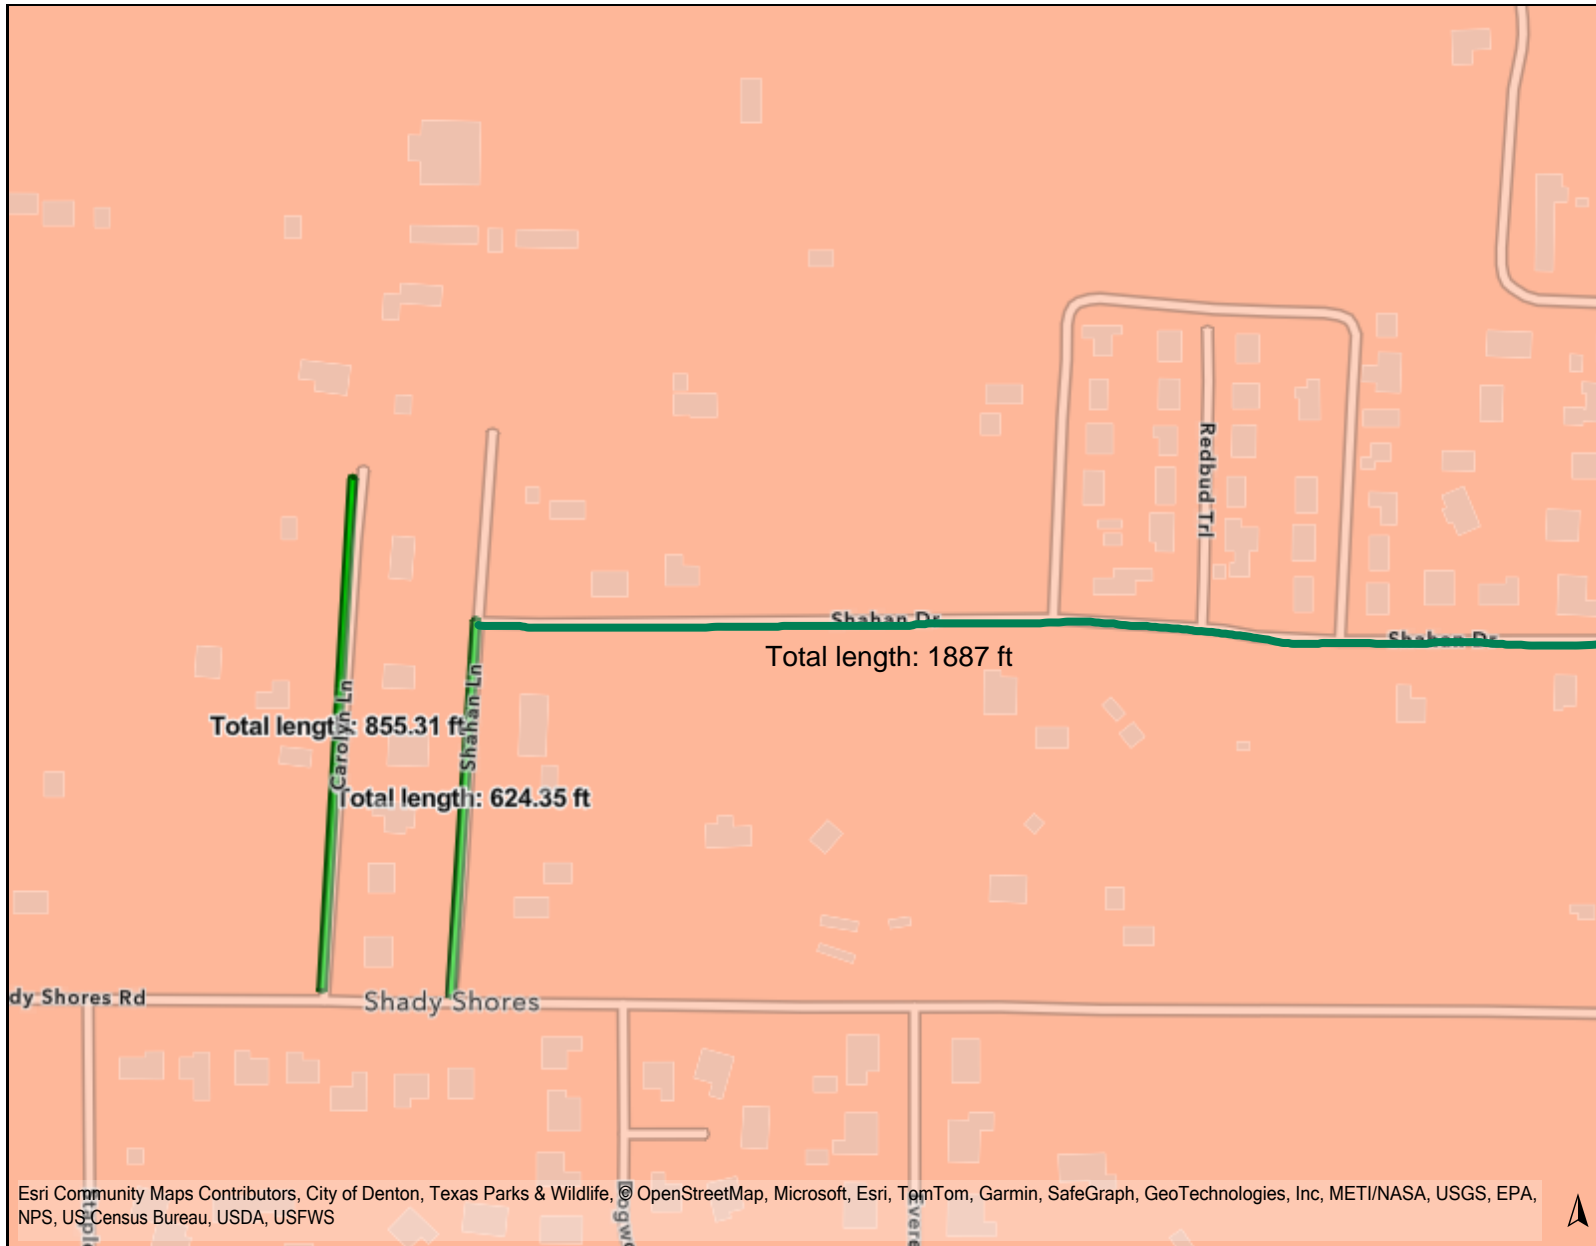 Redbud Trl
Shahan Dr
Shahan Dr
Total length: 1887 ft
Shahan Ln
Carolyn Ln
Total length: 855.31 ft
Total length: 624.35 ft
dy Shores Rd
Shady Shores
Dogw
Evere
Esri Community Maps Contributors, City of Denton, Texas Parks & Wildlife, © OpenStreetMap, Microsoft, Esri, TomTom, Garmin, SafeGraph, GeoTechnologies, Inc, METI/NASA, USGS, EPA,
NPS, US Census Bureau, USDA, USFWS